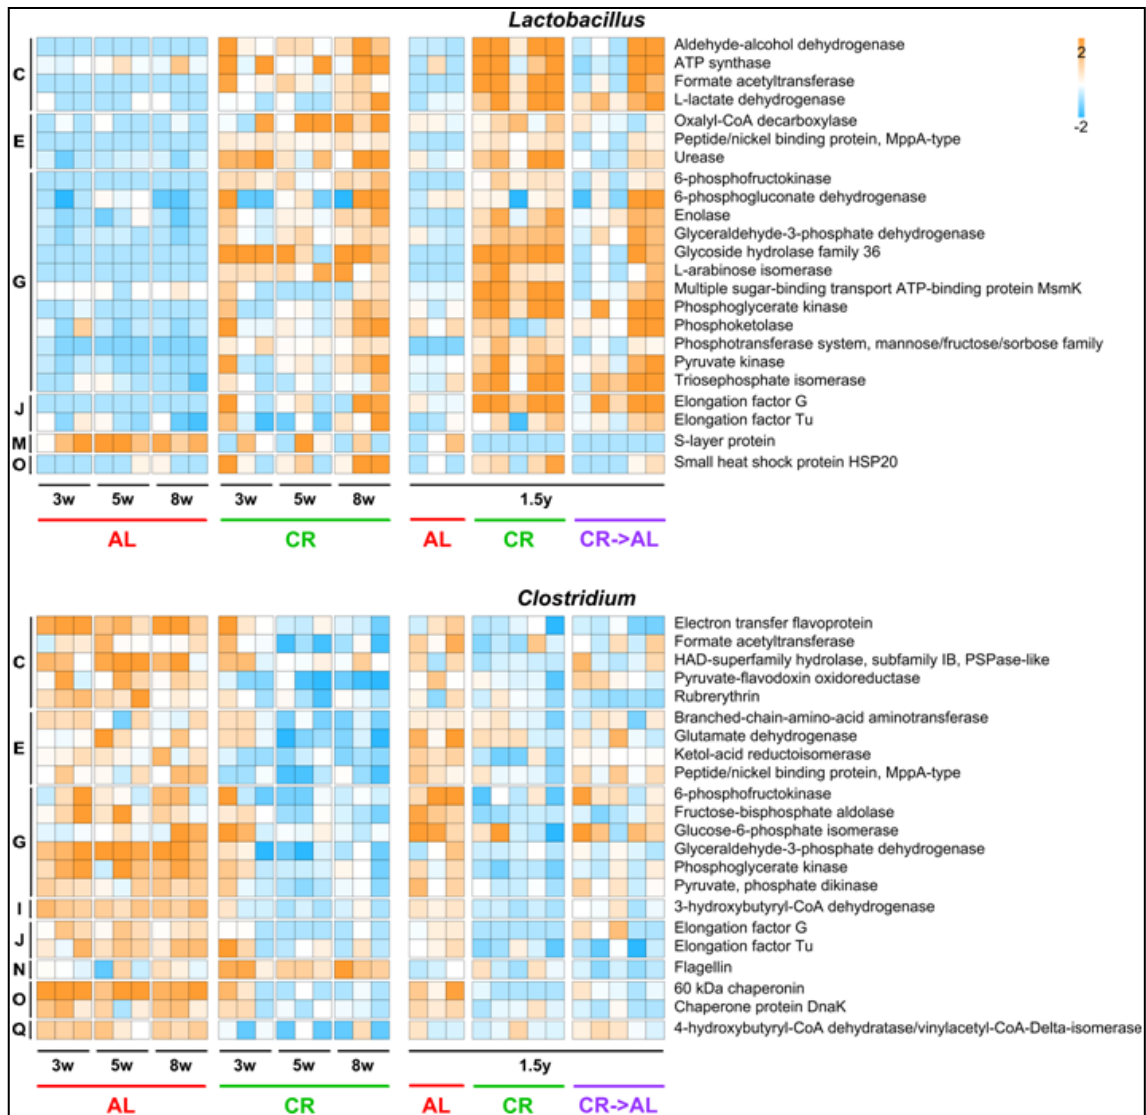 Lactobacillus
C
Aldehyde-alcohol dehydrogenase
ATP synthase
Formate acetyltransferase
L-lactate dehydrogenase
E
Oxalyl-CoA decarboxylase
Peptide/nickel binding protein, MppA-type
Urease
G
6-phosphofructokinase
6-phosphogluconate dehydrogenase
Enolase
Glyceraldehyde-3-phosphate dehydrogenase
Glycoside hydrolase family 36
L-arabinose isomerase
Multiple sugar-binding transport ATP-binding protein MsmK
Phosphoglycerate kinase
Phosphoketolase
Phosphotransferase system, mannose/fructose/sorbose family
Pyruvate kinase
Triosephosphate isomerase
J
Elongation factor G
Elongation factor Tu
M
S-layer protein
O
Small heat shock protein HSP20
2
-2
3w 5w 8w 3w 5w 8w 1.5y
AL CR AL CR CR->AL
Clostridium
C
Electron transfer flavoprotein
Formate acetyltransferase
HAD-superfamily hydrolase, subfamily IB, PSPase-like
Pyruvate-flavodoxin oxidoreductase
Rubrerythrin
E
Branched-chain-amino-acid aminotransferase
Glutamate dehydrogenase
Ketol-acid reductoisomerase
Peptide/nickel binding protein, MppA-type
G
6-phosphofructokinase
Fructose-bisphosphate aldolase
Glucose-6-phosphate isomerase
Glyceraldehyde-3-phosphate dehydrogenase
Phosphoglycerate kinase
Pyruvate, phosphate dikinase
I
3-hydroxybutyryl-CoA dehydrogenase
J
Elongation factor G
Elongation factor Tu
N
Flagellin
O
60 kDa chaperonin
Chaperone protein DnaK
Q
4-hydroxybutyryl-CoA dehydratase/vinylacetyl-CoA-Delta-isomerase
3w 5w 8w 3w 5w 8w 1.5y
AL CR AL CR CR->AL